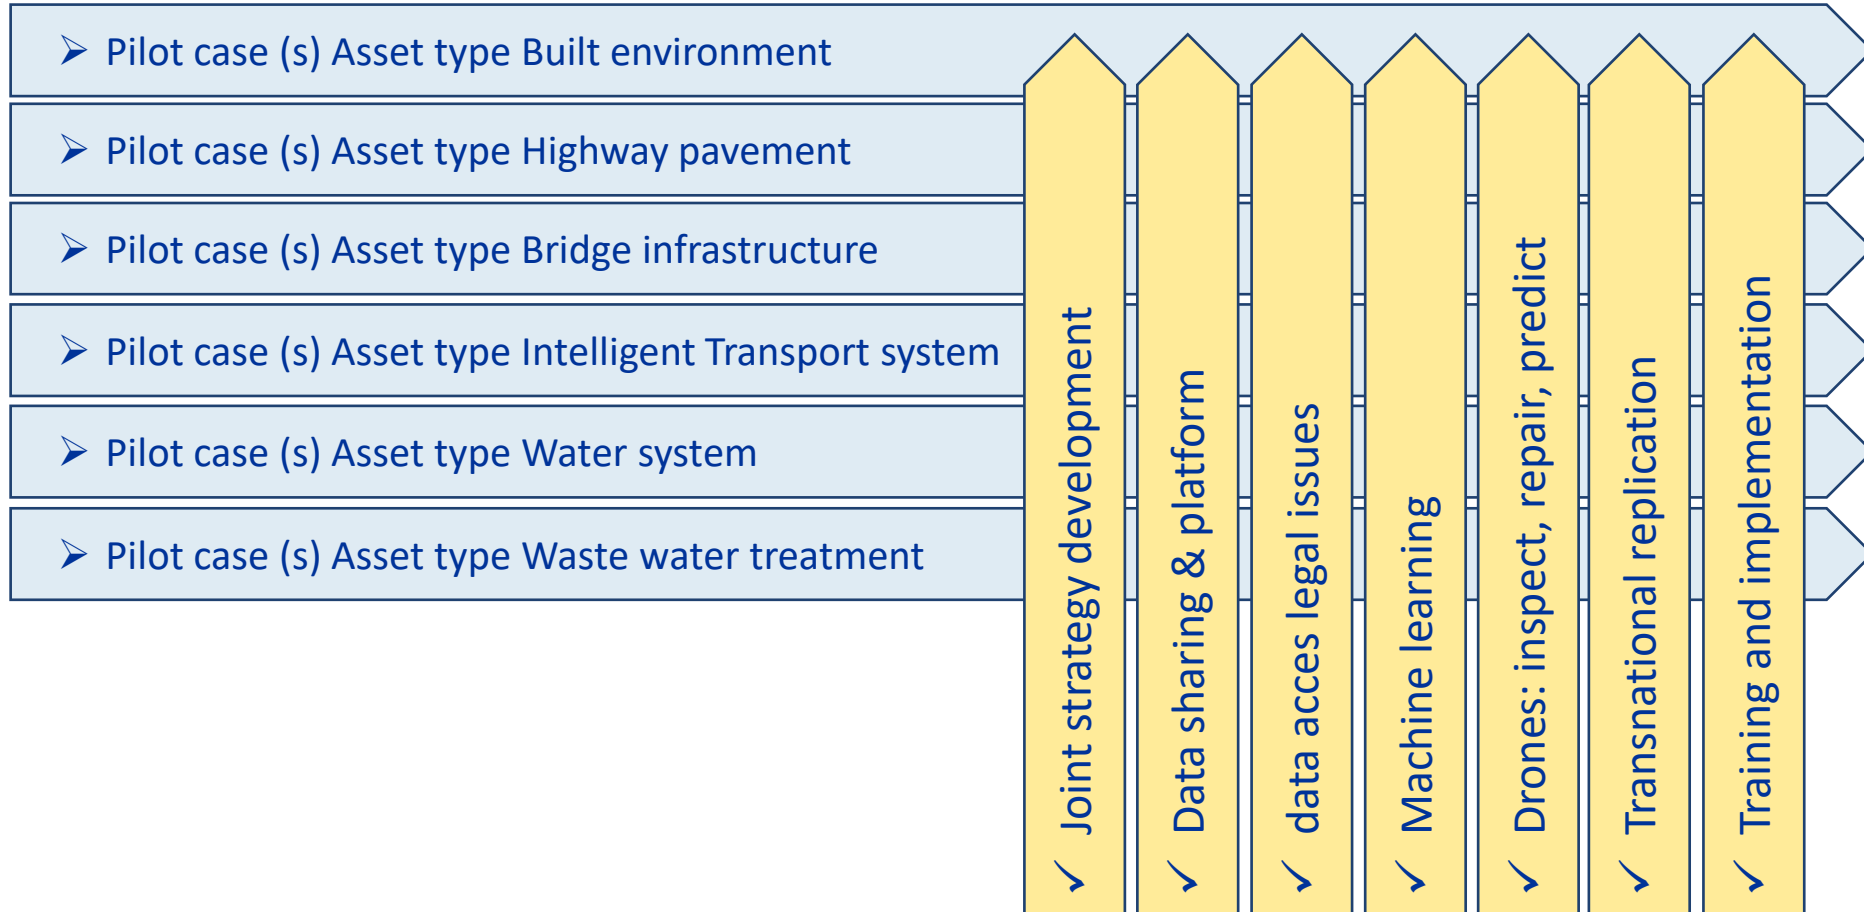 ➢ Pilot case (s) Asset type Built environment
➢ Pilot case (s) Asset type Highway pavement
➢ Pilot case (s) Asset type Bridge infrastructure
➢ Pilot case (s) Asset type Intelligent Transport system
➢ Pilot case (s) Asset type Water system
➢ Pilot case (s) Asset type Waste water treatment
✓ Joint strategy development
✓ Data sharing & platform
✓ data acces legal issues
✓ Machine learning
✓ Drones: inspect, repair, predict
✓ Transnational replication
✓ Training and implementation